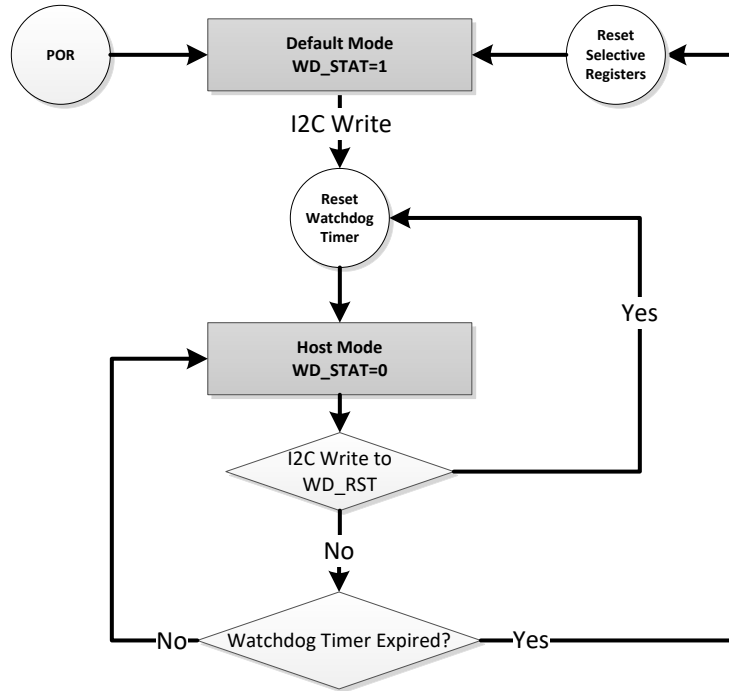 POR
Default Mode
WD_STAT=1
Reset
Selective
Registers
I2C Write
Reset
Watchdog
Timer
Yes
Host Mode
WD_STAT=0
I2C Write to
WD_RST
No
No
Watchdog Timer Expired?
Yes